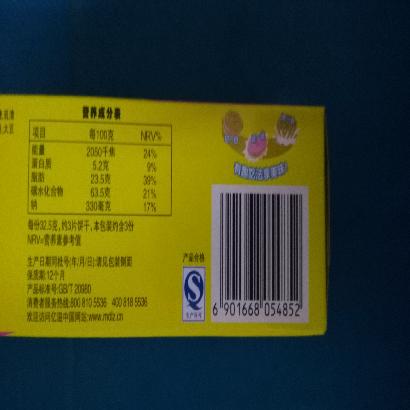 营养成分表
项目 每100克 NRV%
能量 2050千焦 24%
蛋白质 5.2克 9%
脂肪 23.5克 39%
碳水化合物 63.5克 21%
钠 330毫克 17%
每份32.5克，约3片饼干，本包装约含3份
NRV=营养素参考值
生产日期同批号(年/月/日):请见包装侧面
保质期:12个月
产品标准号:GB/T 20980
消费者服务热线:800 810 5536 400 818 5536
欢迎访问亿滋中国网站:www.mdlz.cn
产品合格
QS
6 901668 054852